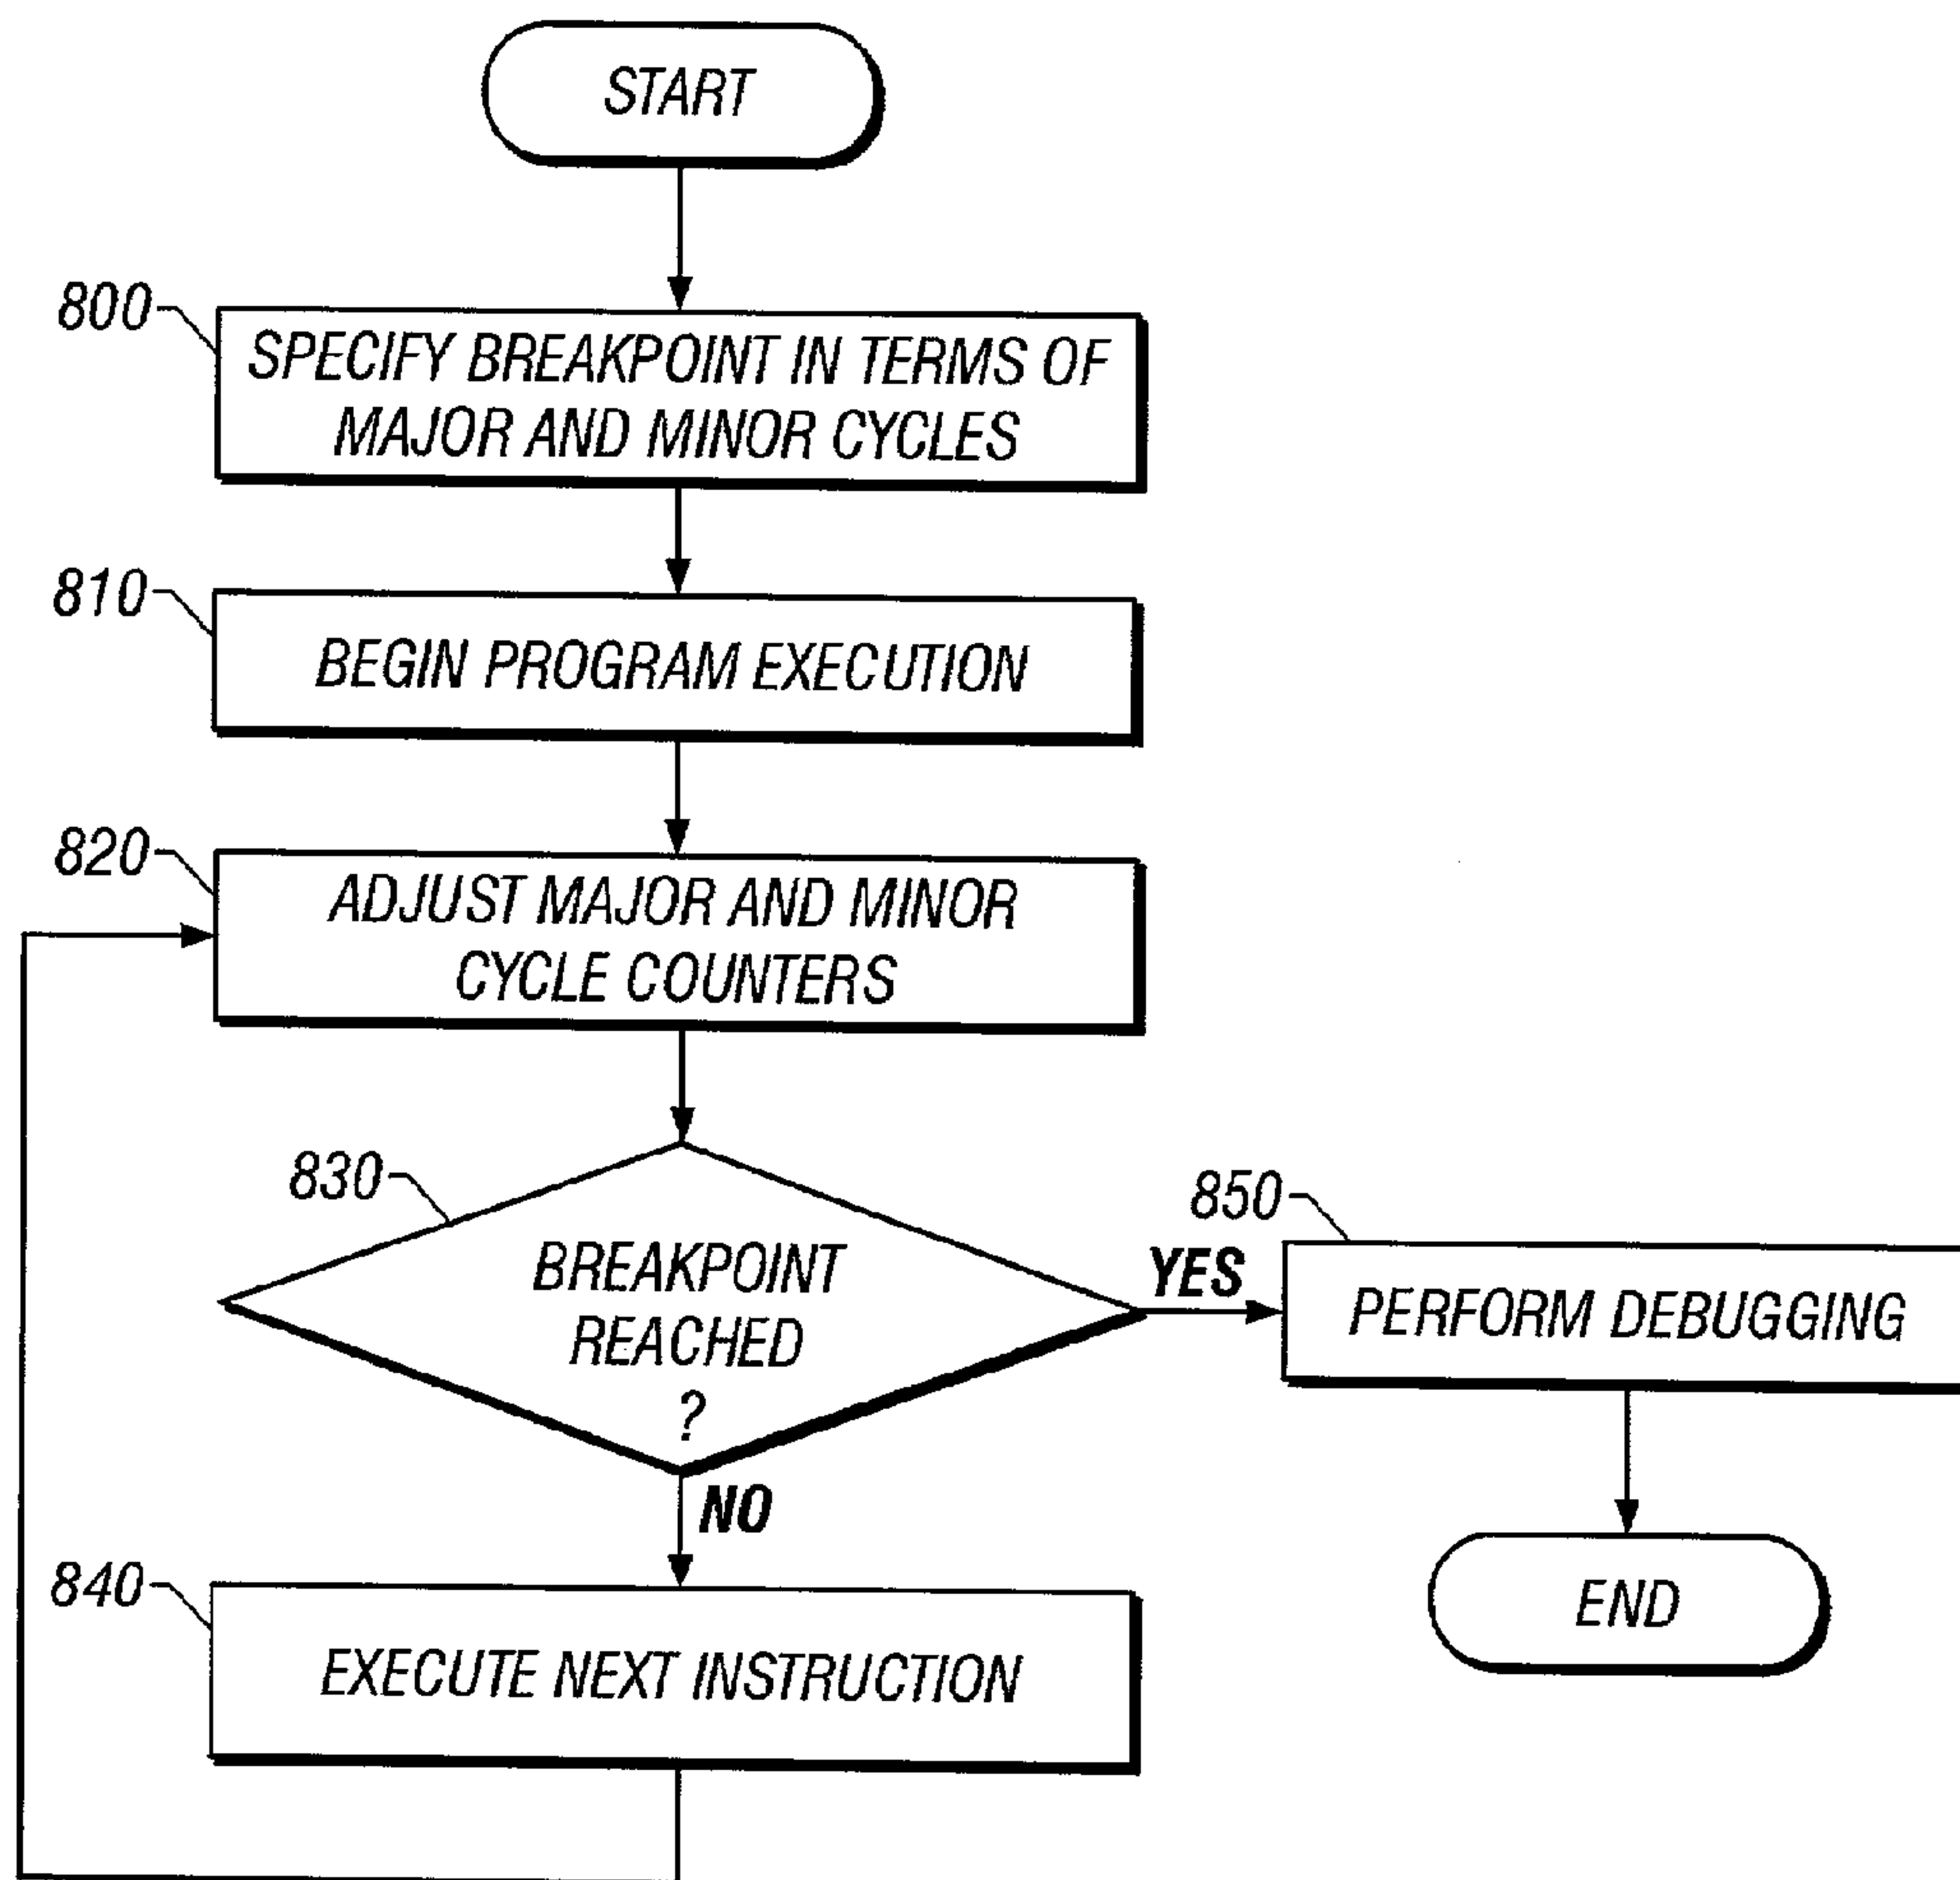 START
800
SPECIFY BREAKPOINT IN TERMS OF
MAJOR AND MINOR CYCLES
810
BEGIN PROGRAM EXECUTION
820
ADJUST MAJOR AND MINOR
CYCLE COUNTERS
830
BREAKPOINT
REACHED
?
YES
850
PERFORM DEBUGGING
NO
840
EXECUTE NEXT INSTRUCTION
END